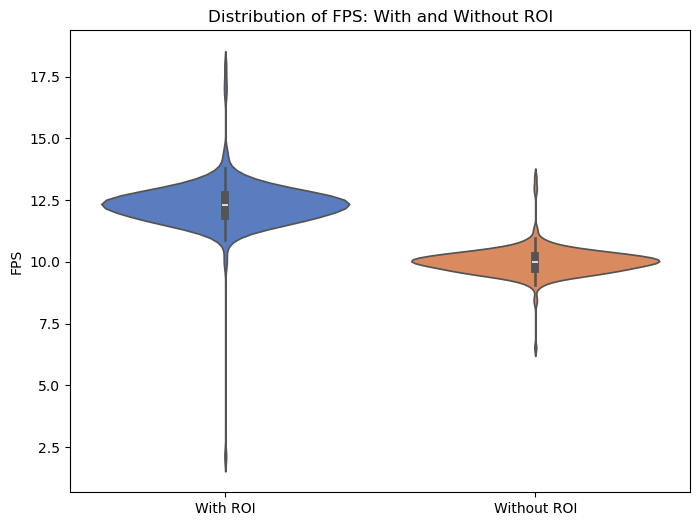 Distribution of FPS: With and Without ROI
17.5
15.0
12.5
10.0
7.5
5.0
2.5
FPS
With ROI
Without ROI